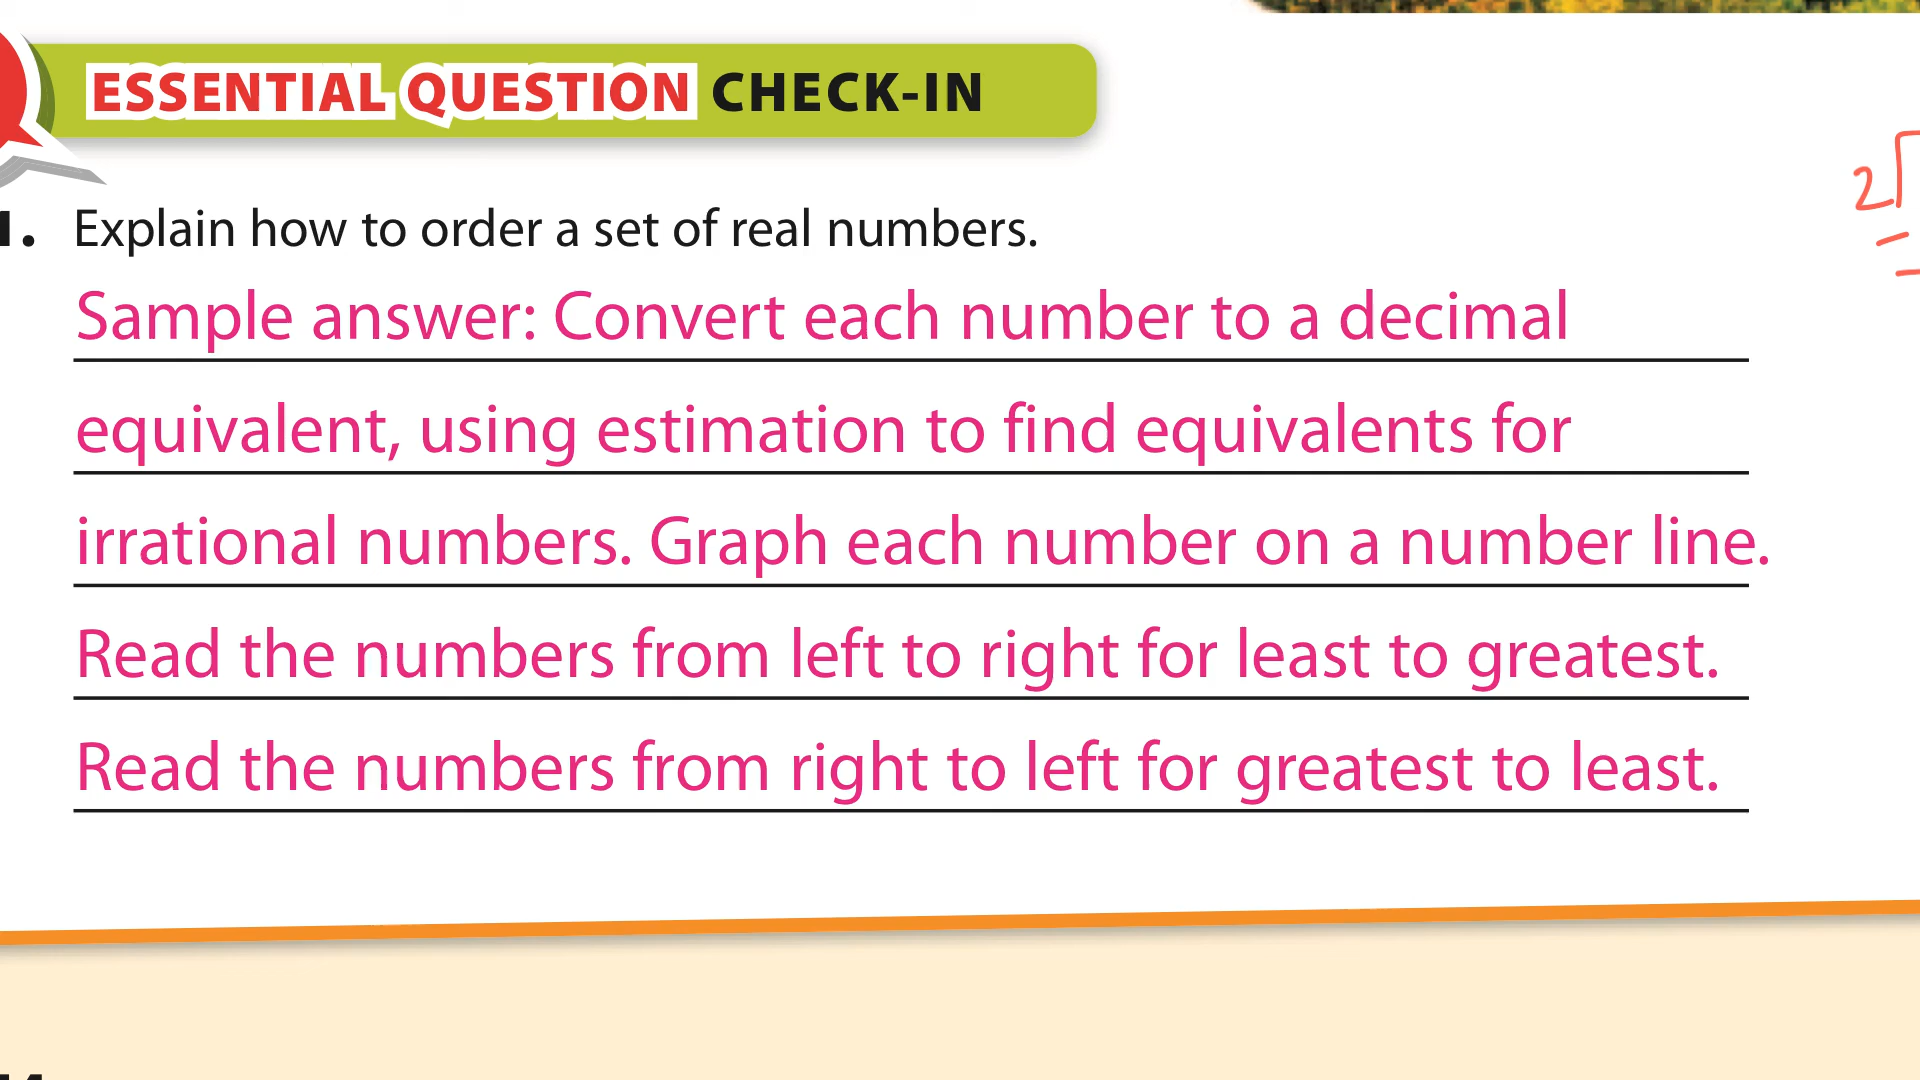 ESSENTIAL QUESTION CHECK-IN
1. Explain how to order a set of real numbers.
Sample answer: Convert each number to a decimal
equivalent, using estimation to find equivalents for
irrational numbers. Graph each number on a number line.
Read the numbers from left to right for least to greatest.
Read the numbers from right to left for greatest to least.
2